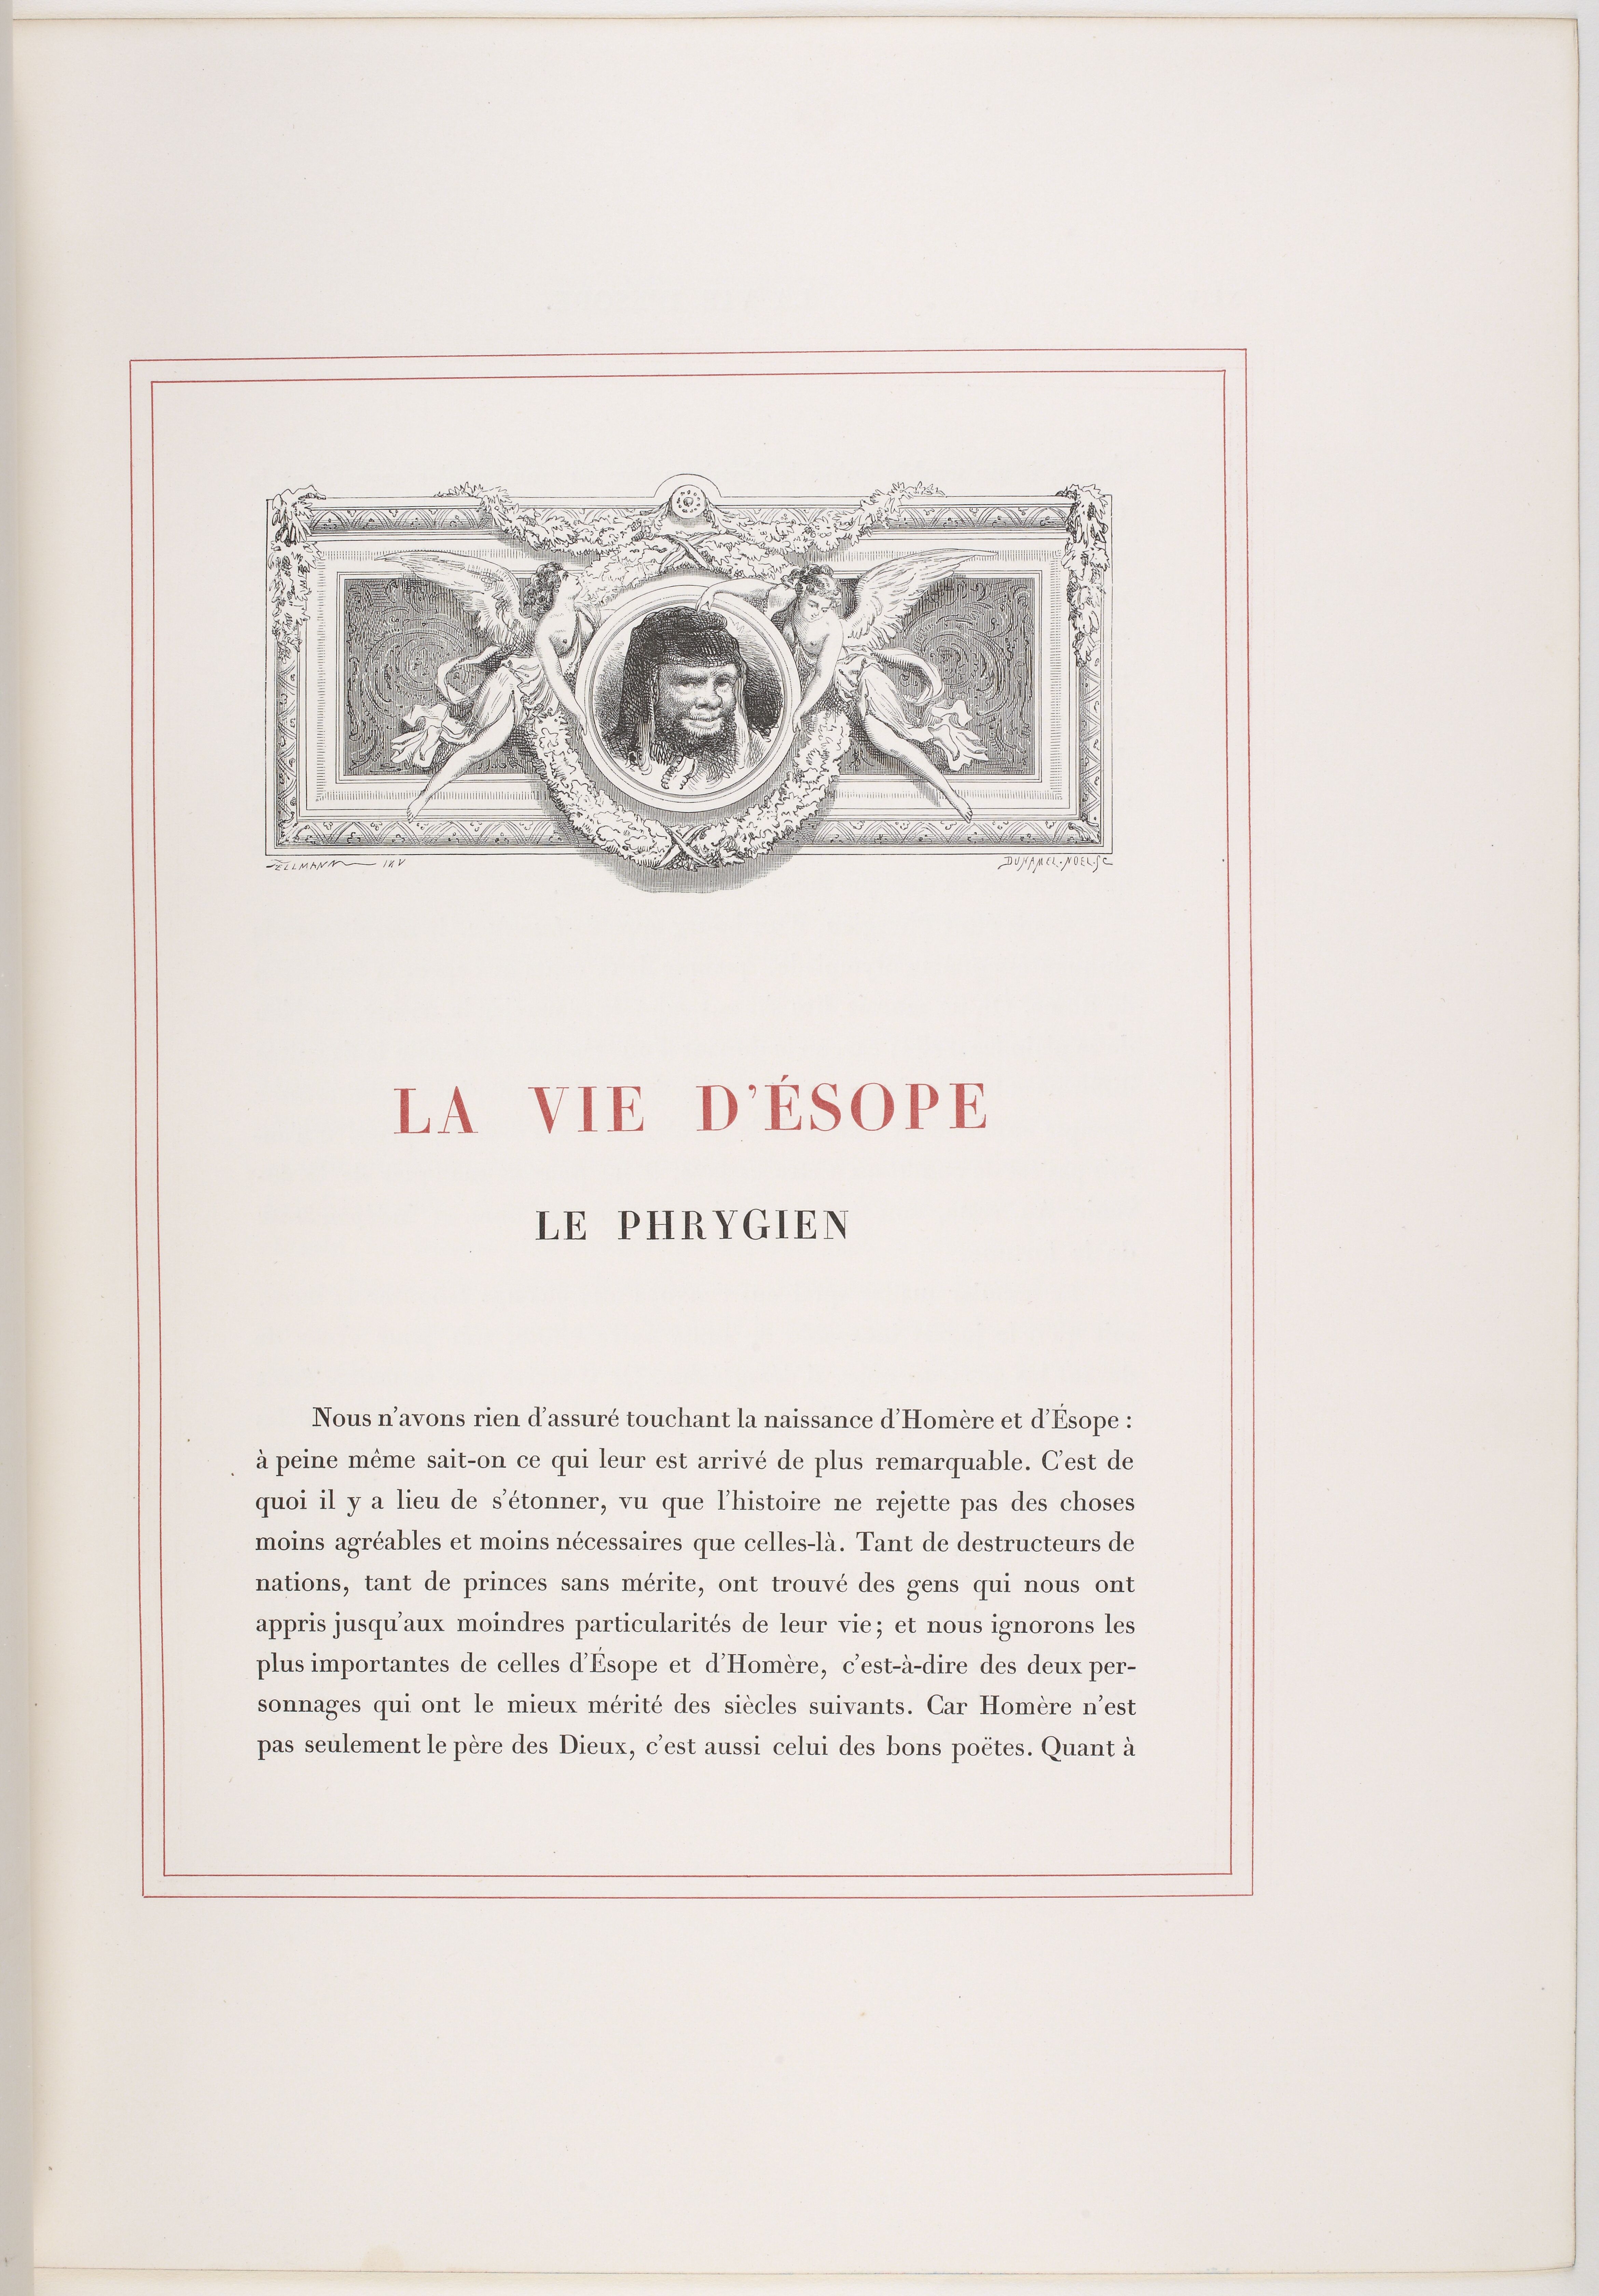 FELLMANN INV
DUHAMEL-NOEL-SC
LA VIE D'ÉSOPE
LE PHRYGIEN
Nous n'avons rien d'assuré touchant la naissance d'Homère et d'Ésope :
à peine même sait-on ce qui leur est arrivé de plus remarquable. C'est de
quoi il y a lieu de s'étonner, vu que l'histoire ne rejette pas des choses
moins agréables et moins nécessaires que celles-là. Tant de destructeurs de
nations, tant de princes sans mérite, ont trouvé des gens qui nous ont
appris jusqu'aux moindres particularités de leur vie; et nous ignorons les
plus importantes de celles d'Ésope et d'Homère, c'est-à-dire des deux per-
sonnages qui ont le mieux mérité des siècles suivants. Car Homère n'est
pas seulement le père des Dieux, c'est aussi celui des bons poëtes. Quant à